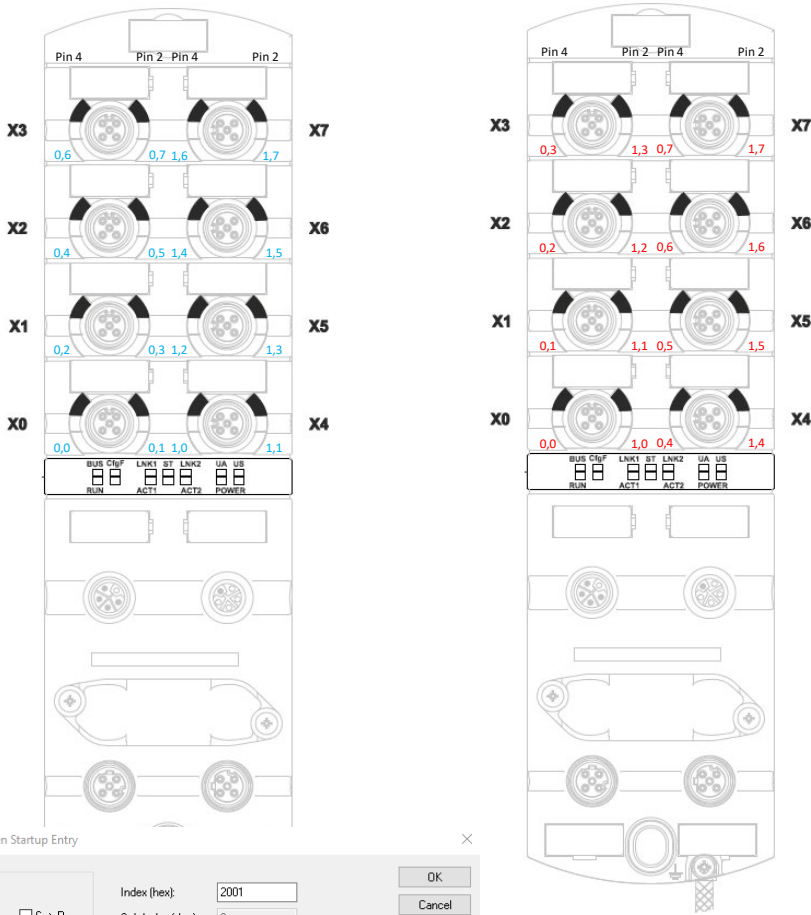 Pin 4 Pin 2 Pin 4 Pin 2
X3 X7
0,6 0,7 1,6 1,7
X2 X6
0,4 0,5 1,4 1,5
X1 X5
0,2 0,3 1,2 1,3
X0 X4
0,0 0,1 1,0 1,1
BUS CfgF LNK1 ST LNK2 UA US
RUN ACT1 ACT2 POWER
Pin 4 Pin 2 Pin 4 Pin 2
X3 X7
0,3 1,3 0,7 1,7
X2 X6
0,2 1,2 0,6 1,6
X1 X5
0,1 1,1 0,5 1,5
X0 X4
0,0 1,0 0,4 1,4
BUS CfgF LNK1 ST LNK2 UA US
RUN ACT1 ACT2 POWER
Startup Entry
OK
Index (hex): 2001
Cancel